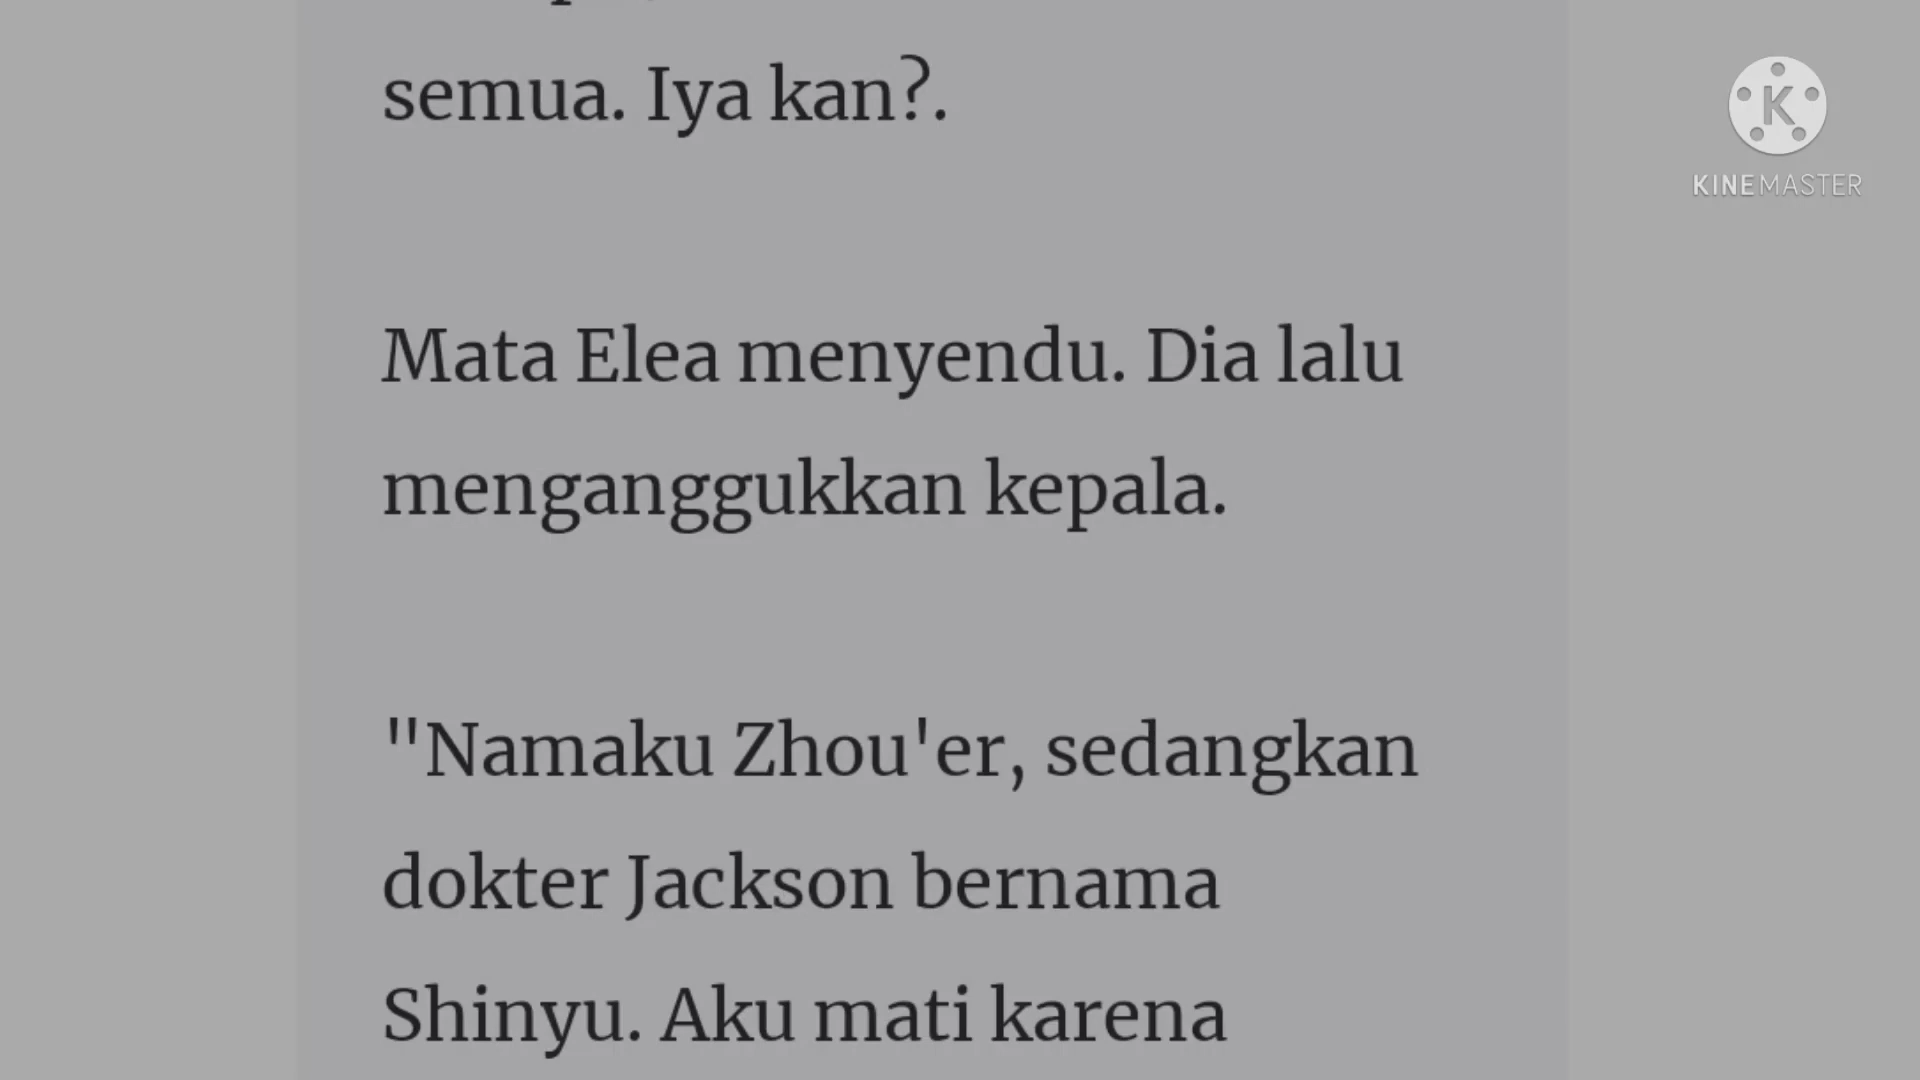 semua. Iya kan?.
Mata Elea menyendu. Dia lalu
menganggukkan kepala.
"Namaku Zhou'er, sedangkan
dokter Jackson bernama
Shinyu. Aku mati karena
K
KINEMASTER